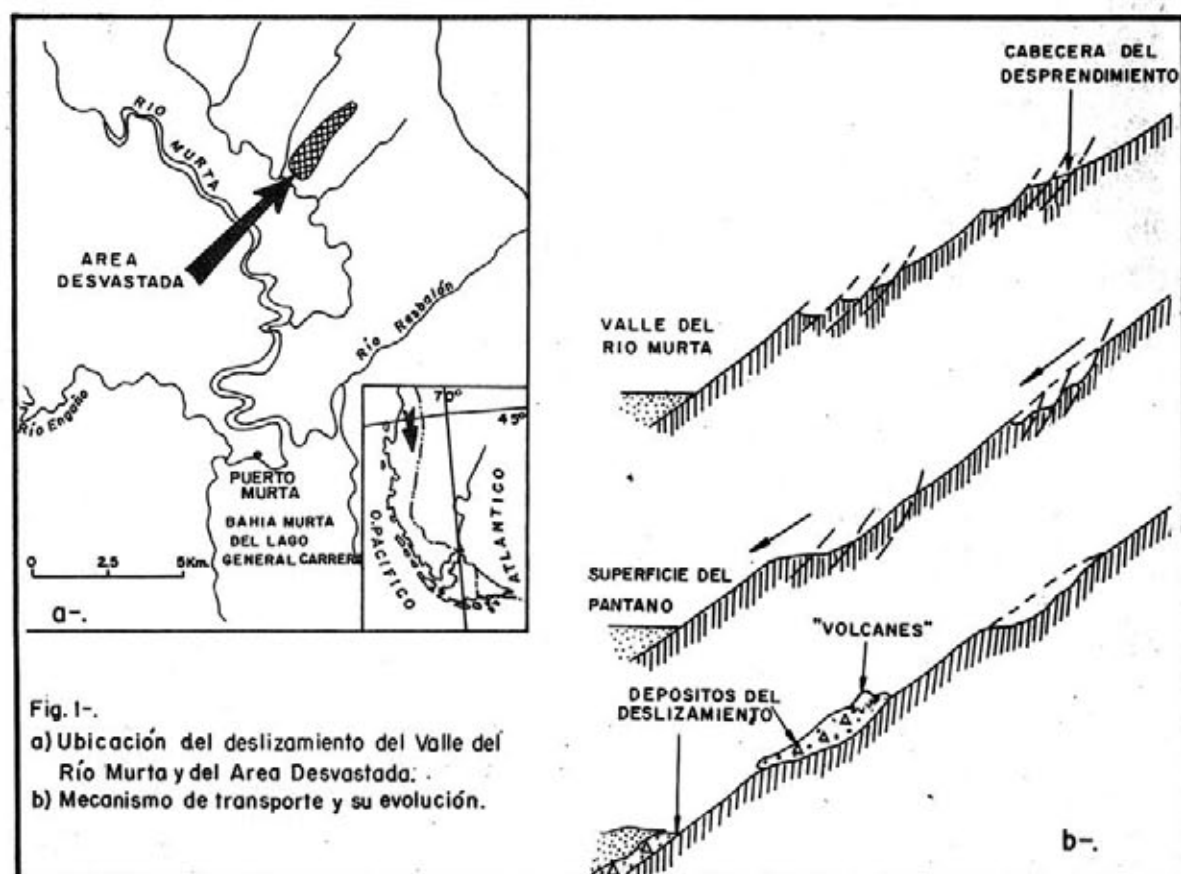 RIO
MURTA
AREA
DESVASTADA
Río Resbalón
Río Engaño
PUERTO
MURTA
BAHIA MURTA
DEL LAGO
GENERAL CARRER
0 2.5 5Km.
a-.
70°
45°
O.PACIFICO
ATLANTICO
CABECERA DEL
DESPRENDIMIENTO
VALLE DEL
RIO MURTA
SUPERFICIE DEL
PANTANO
"VOLCANES"
DEPOSITOS DEL
DESLIZAMIENTO
b-.
Fig. 1-.
a) Ubicación del deslizamiento del Valle del
Río Murta y del Area Desvastada.
b) Mecanismo de transporte y su evolución.